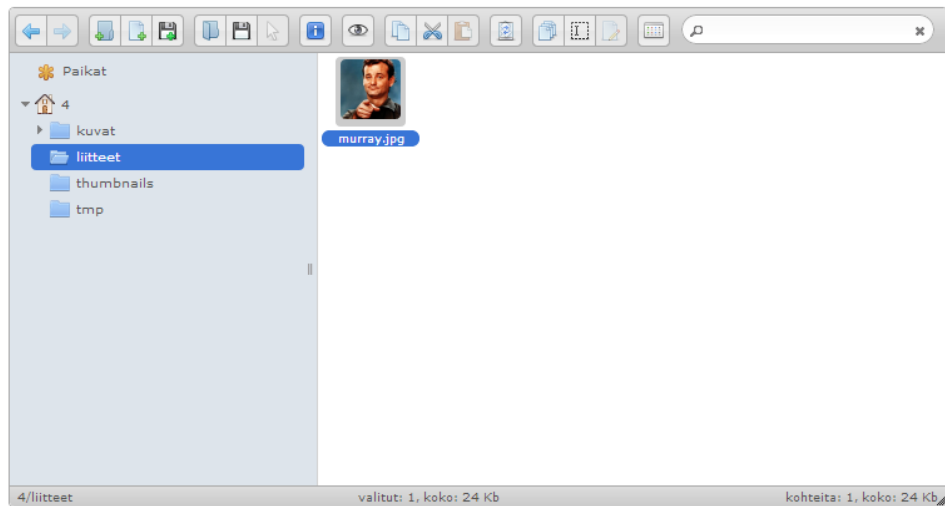 Paikat
4
kuvat
liitteet
thumbnails
tmp
murray.jpg
4/liitteet
valitut: 1, koko: 24 Kb
kohteita: 1, koko: 24 Kb